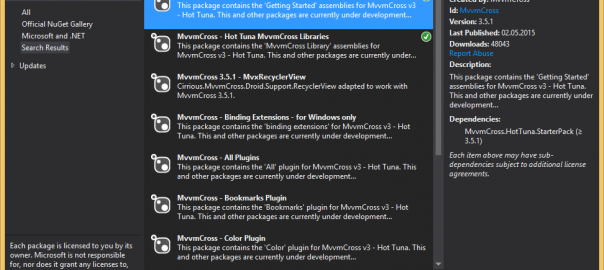 All
Official NuGet Gallery
Microsoft and .NET
Search Results
Updates
Each package is licensed to you by its
owner. Microsoft is not responsible
for, nor does it grant any licenses to,
This package contains the 'Getting Started' assemblies for MvvmCross v3
- Hot Tuna. This and other packages are currently under development...
MvvmCross - Hot Tuna MvvmCross Libraries
This package contains the 'MvvmCross Library' assemblies for
MvvmCross v3 - Hot Tuna. This and other packages are currently under...
MvvmCross 3.5.1 - MvxRecyclerView
Cirrious.MvvmCross.Droid.Support.RecyclerView adapted to work with
MvvmCross 3.5.1.
MvvmCross - Binding Extensions - for Windows only
This package contains the 'binding extensions' for MvvmCross v3 - Hot
Tuna. This and other packages are currently under development...
MvvmCross - All Plugins
This package contains the 'All' plugin for MvvmCross v3 - Hot Tuna. This
and other packages are currently under development...
MvvmCross - Bookmarks Plugin
This package contains the 'Bookmarks' plugin for MvvmCross v3 - Hot
Tuna. This and other packages are currently under development...
MvvmCross - Color Plugin
This package contains the 'Color' plugin for MvvmCross v3 - Hot Tuna.
This and other packages are currently under development...
Id: MvvmCross
Version: 3.5.1
Last Published: 02.05.2015
Downloads: 48043
Report Abuse
Description:
This package contains the 'Getting Started'
assemblies for MvvmCross v3 - Hot Tuna.
This and other packages are currently under
development...
Dependencies:
MvvmCross.HotTuna.StarterPack (≥
3.5.1)
Each item above may have sub-
dependencies subject to additional license
agreements.